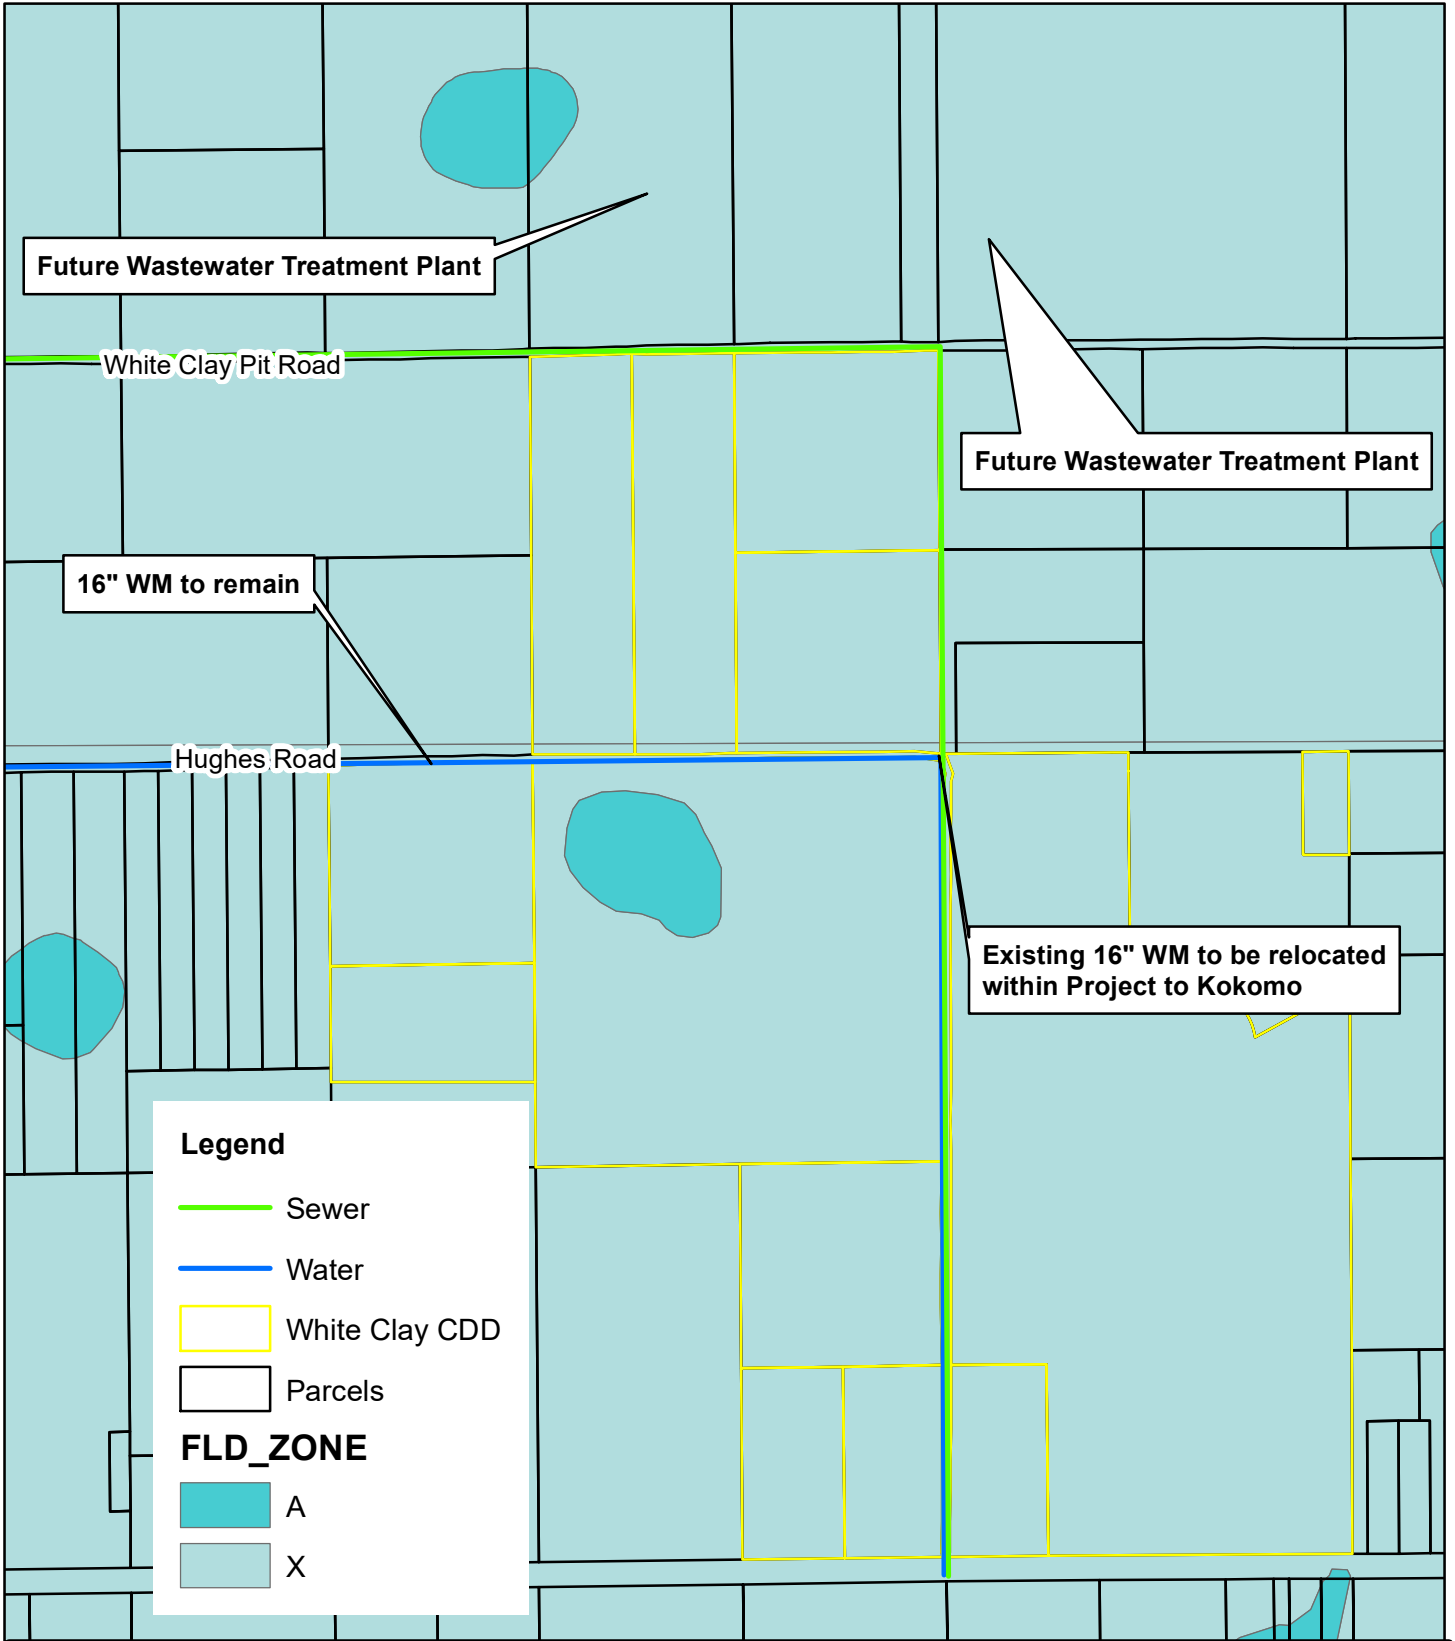 Future Wastewater Treatment Plant
White Clay Pit Road
Future Wastewater Treatment Plant
16" WM to remain
Hughes Road
Existing 16" WM to be relocated
within Project to Kokomo
Legend
Sewer
Water
White Clay CDD
Parcels
FLD_ZONE
A
X